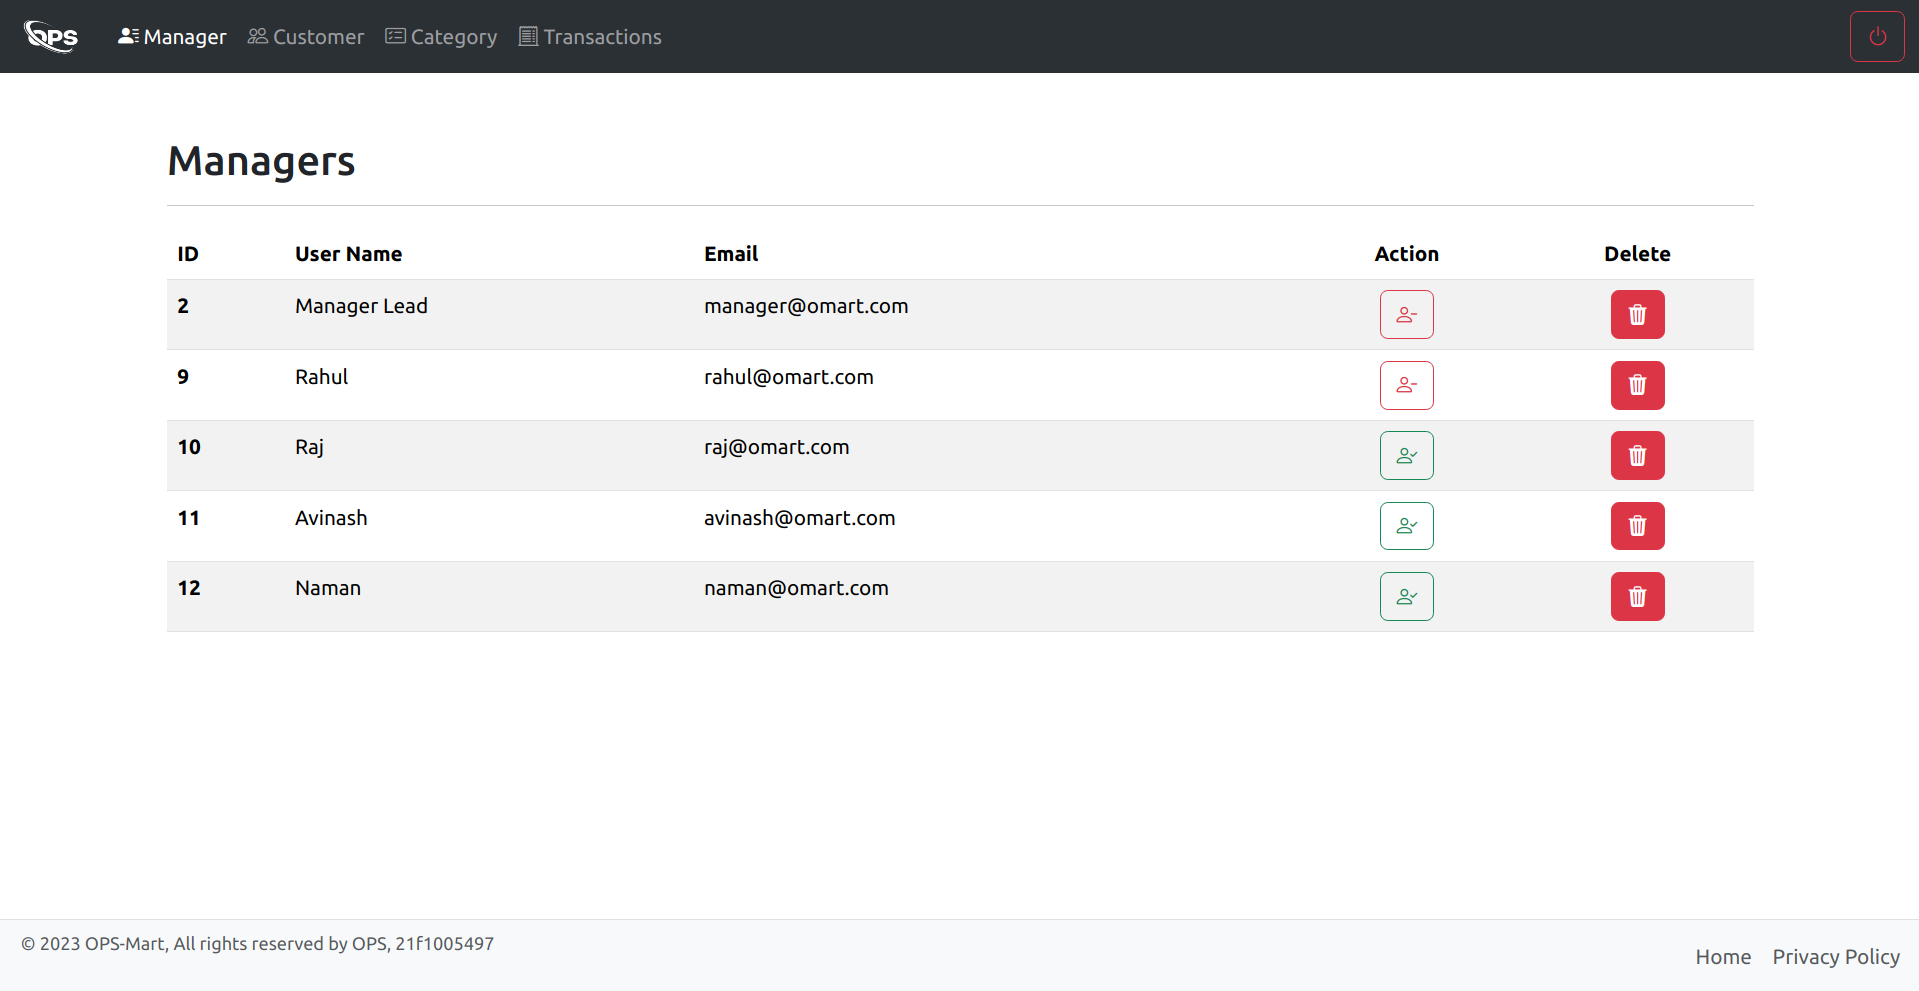 OPS Manager Customer Category Transactions
Managers
ID User Name Email Action Delete
2 Manager Lead manager@omart.com
9 Rahul rahul@omart.com
10 Raj raj@omart.com
11 Avinash avinash@omart.com
12 Naman naman@omart.com
© 2023 OPS-Mart, All rights reserved by OPS, 21f1005497
Home Privacy Policy